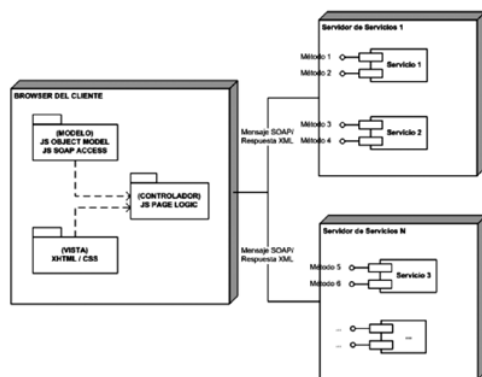 BROWSER DEL CLIENTE
(MODELO)
JS OBJECT MODEL
JS SOAP ACCESS
(CONTROLADOR)
JS PAGE LOGIC
(VISTA)
XHTML / CSS
Mensaje SOAP/
Respuesta XML
Mensaje SOAP/
Respuesta XML
Servidor de Servicios 1
Método 1
Método 2
Servicio 1
Método 3
Método 4
Servicio 2
Servidor de Servicios N
Método 5
Método 6
Servicio 3
...
...
...